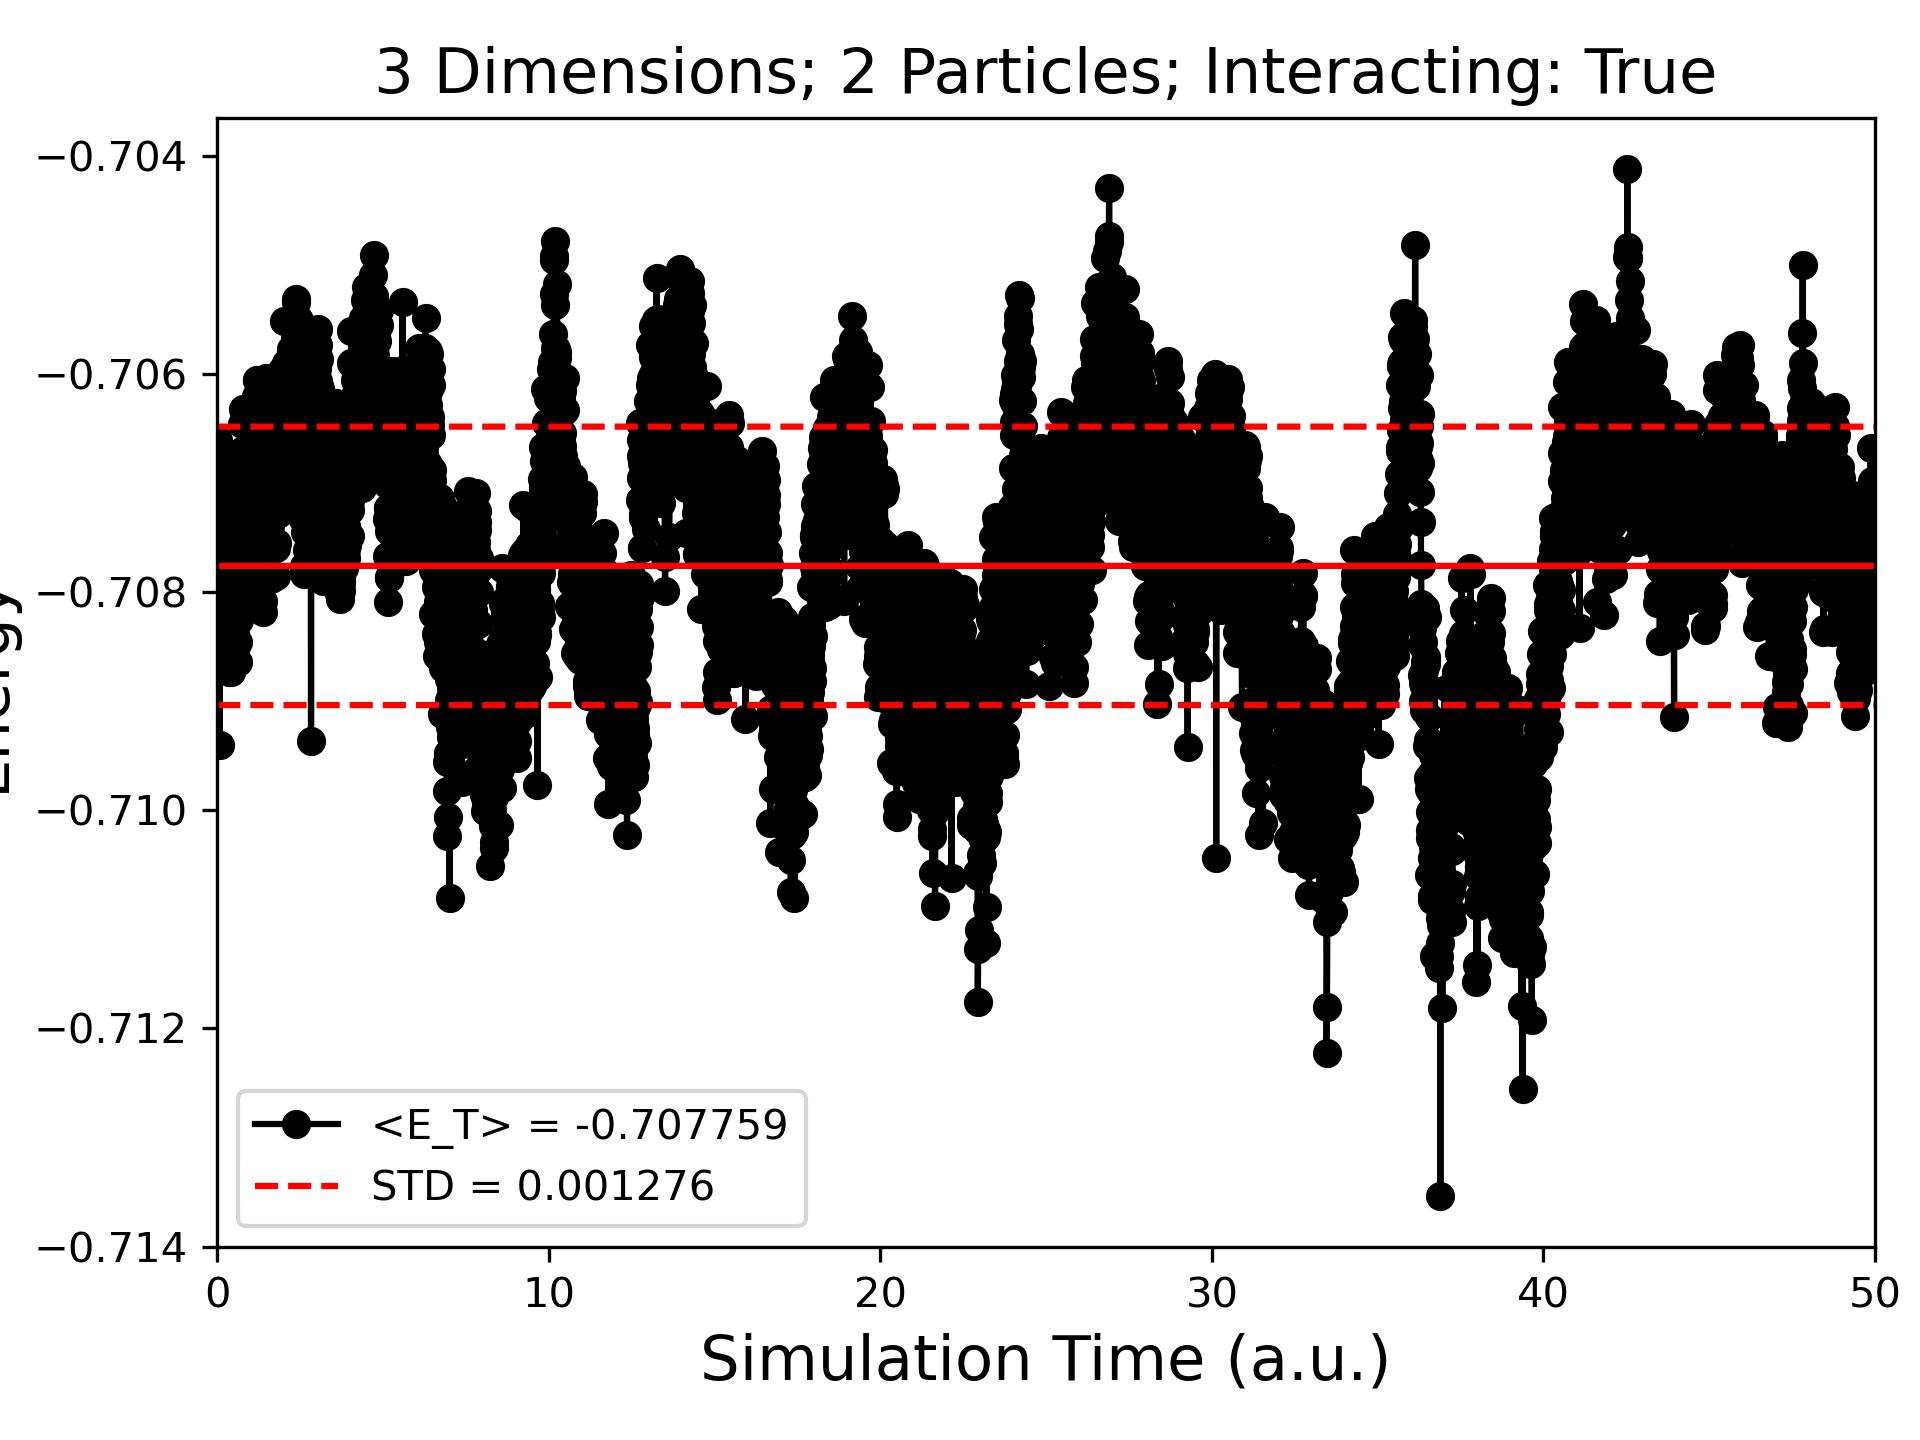 3 Dimensions; 2 Particles; Interacting: True
−0.704
−0.706
−0.708
−0.710
−0.712
−0.714
Energy
<E_T> = -0.707759
STD = 0.001276
0 10 20 30 40 50
Simulation Time (a.u.)